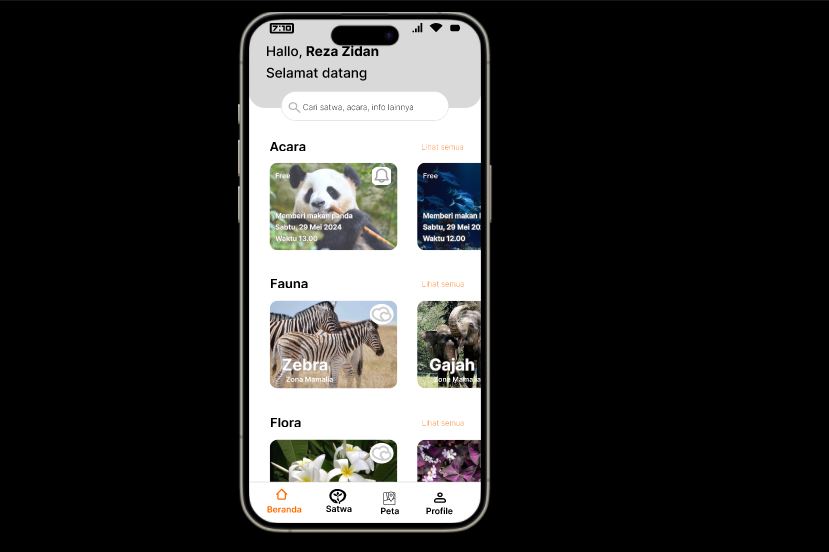 7:10
Hallo, Reza Zidan
Selamat datang
Cari satwa, acara, info lainnya
Acara
Lihat semua
Free
Memberi makan panda
Sabtu, 29 Mei 2024
Waktu 13.00
Free
Memberi makan
Sabtu, 29 Mei 20
Waktu 12.00
Fauna
Lihat semua
Zebra
Zona Mamalia
Gajah
Zona Mamalia
Flora
Lihat semua
Beranda
Satwa
Peta
Profile